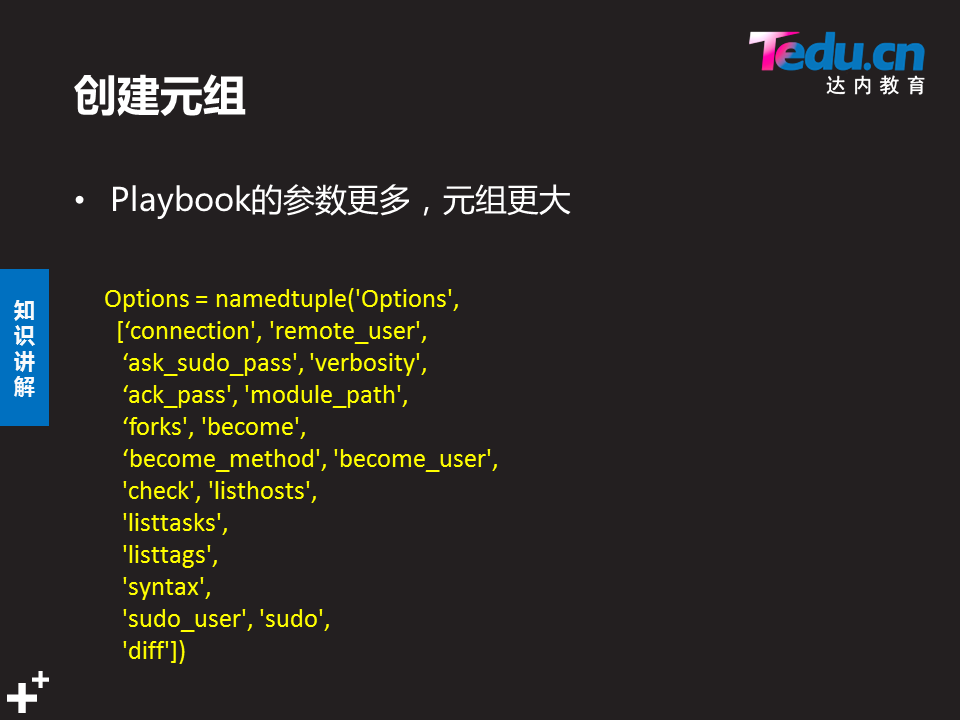 Tedu.cn
达内教育
创建元组
• Playbook的参数更多，元组更大
知识讲解
Options = namedtuple('Options',
[‘connection', 'remote_user',
‘ask_sudo_pass', 'verbosity',
‘ack_pass', 'module_path',
‘forks', 'become',
‘become_method', 'become_user',
'check', 'listhosts',
'listtasks',
'listtags',
'syntax',
'sudo_user', 'sudo',
'diff'])